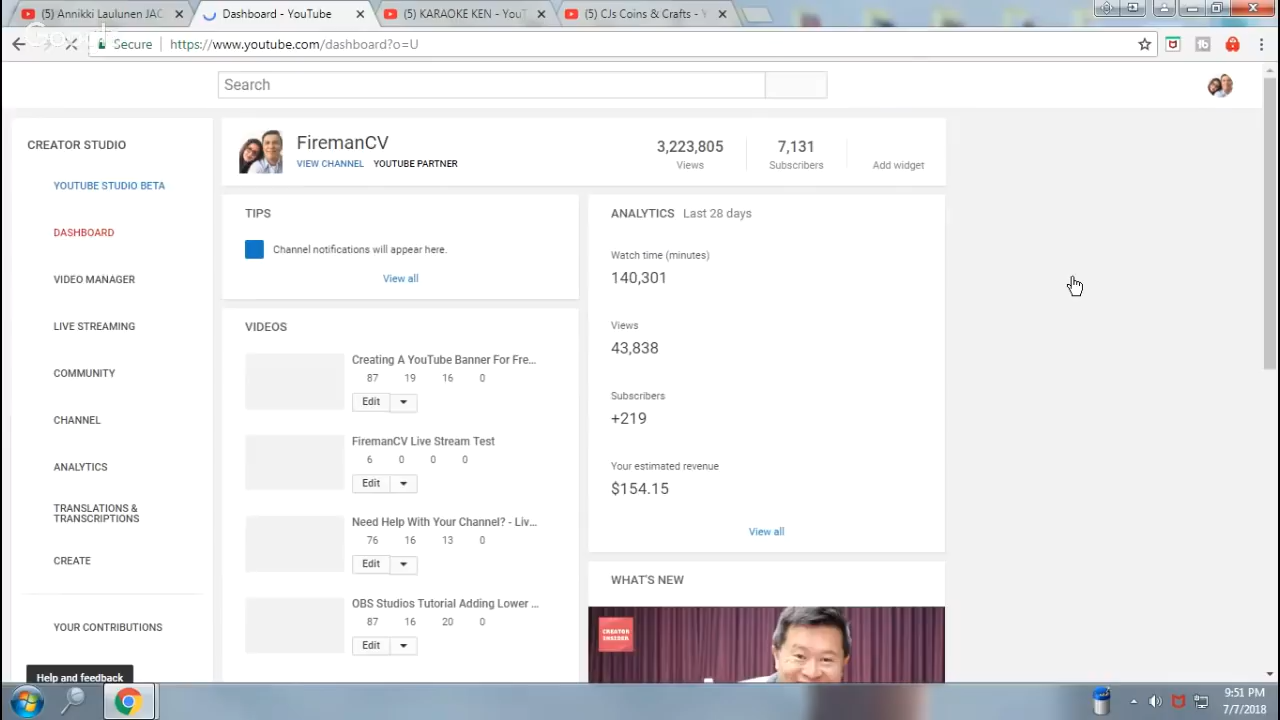 (5) Annikki Laulunen JAC
Dashboard - YouTube
(5) KARAOKE KEN - YouT
(5) CJs Coins & Crafts -
Secure
https://www.youtube.com/dashboard?o=U
Search
CREATOR STUDIO
YOUTUBE STUDIO BETA
DASHBOARD
VIDEO MANAGER
LIVE STREAMING
COMMUNITY
CHANNEL
ANALYTICS
TRANSLATIONS &
TRANSCRIPTIONS
CREATE
YOUR CONTRIBUTIONS
Help and feedback
FiremanCV
VIEW CHANNEL YOUTUBE PARTNER
3,223,805
Views
7,131
Subscribers
Add widget
TIPS
Channel notifications will appear here.
View all
VIDEOS
Creating A YouTube Banner For Fre...
87 19 16 0
Edit
FiremanCV Live Stream Test
6 0 0 0
Edit
Need Help With Your Channel? - Liv...
76 16 13 0
Edit
OBS Studios Tutorial Adding Lower ...
87 16 20 0
Edit
ANALYTICS Last 28 days
Watch time (minutes)
140,301
Views
43,838
Subscribers
+219
Your estimated revenue
$154.15
View all
WHAT'S NEW
CREATOR
INSIDER
9:51 PM
7/7/2018